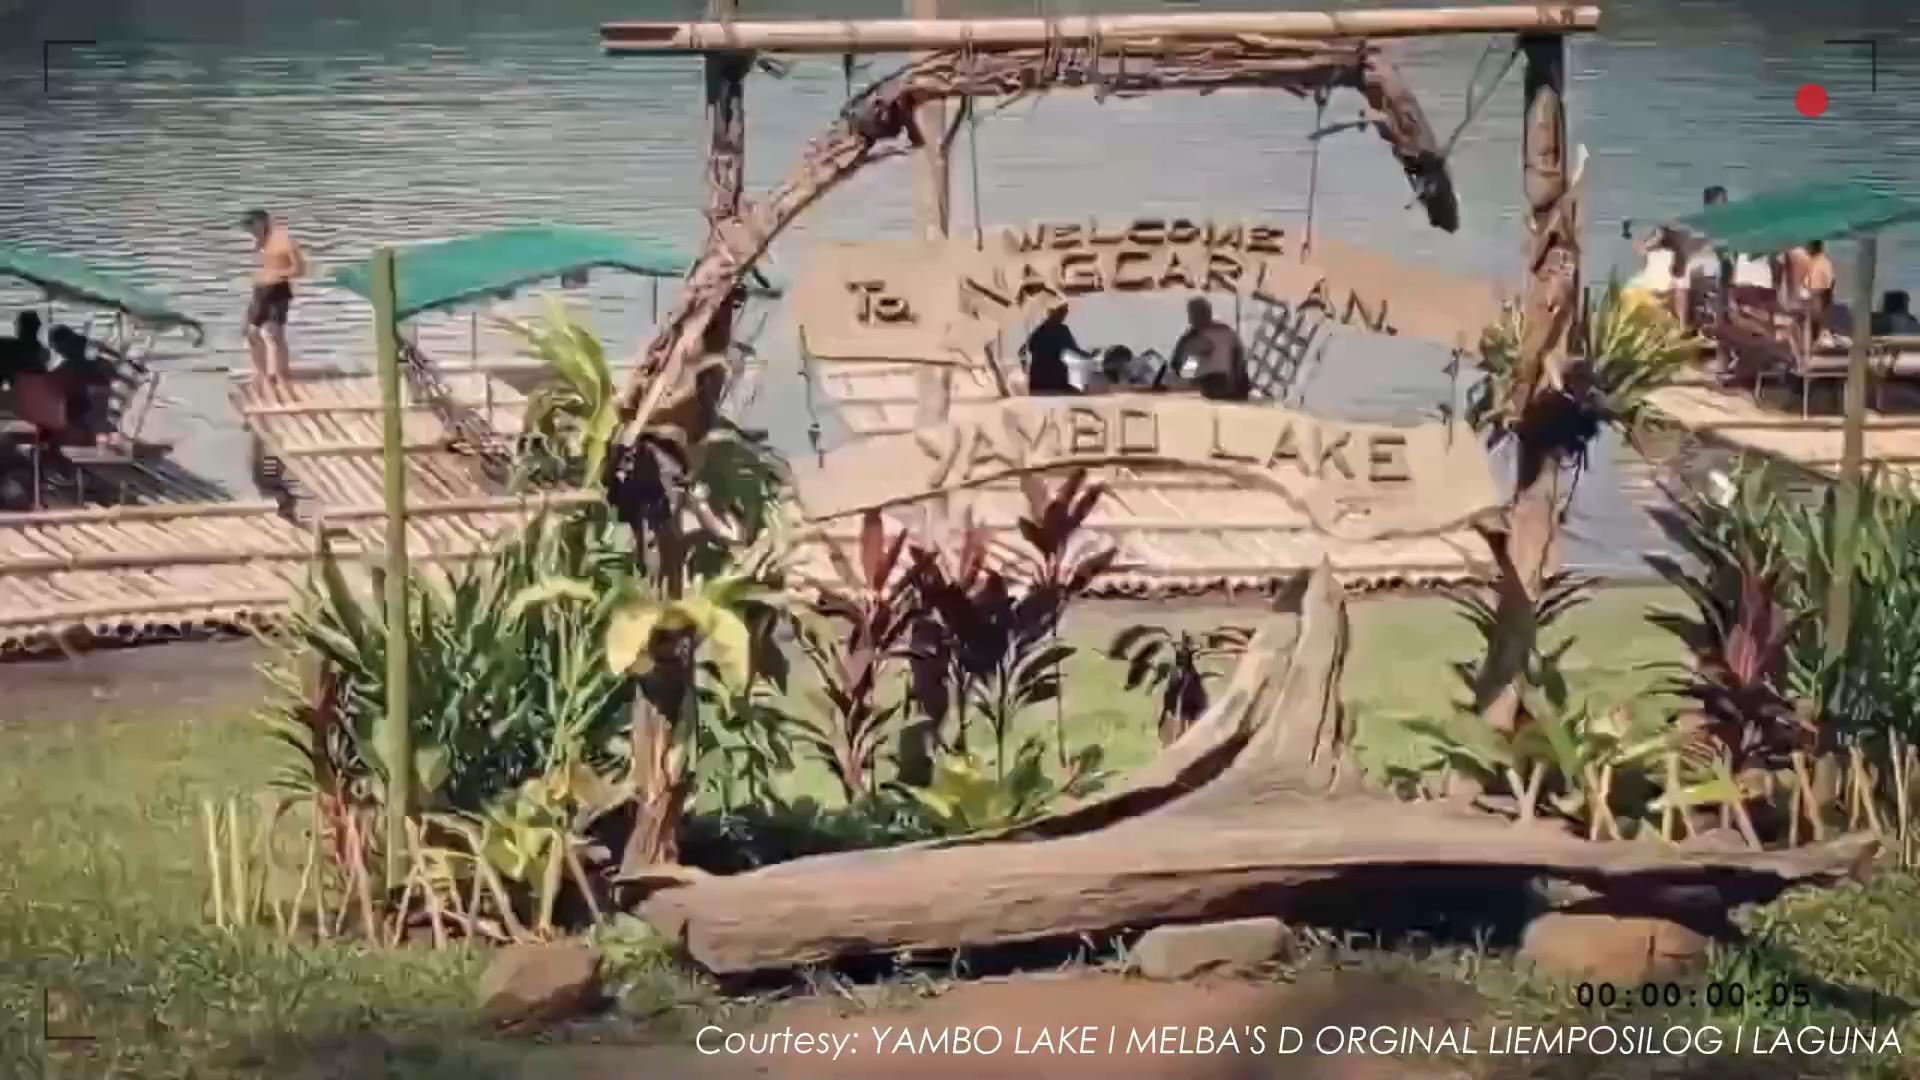 WELCOME
To NAGCARLAN.
YAMBO LAKE
00:00:00:05
Courtesy: YAMBO LAKE l MELBA'S D ORGINAL LIEMPOSILOG l LAGUNA